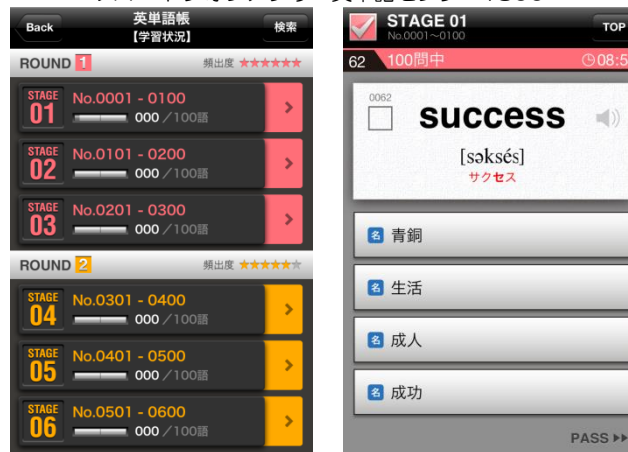 Back
英単語帳
【学習状況】
検索
ROUND 1
頻出度 ★★★★★★
STAGE
01
No.0001 - 0100
000 /100語
STAGE
02
No.0101 - 0200
000 /100語
STAGE
03
No.0201 - 0300
000 /100語
ROUND 2
頻出度 ★★★★★☆
STAGE
04
No.0301 - 0400
000 /100語
STAGE
05
No.0401 - 0500
000 /100語
STAGE
06
No.0501 - 0600
000 /100語
STAGE 01
No.0001〜0100
TOP
62 100問中
08:5
0062
success
[səksés]
サクセス
名 青銅
名 生活
名 成人
名 成功
PASS